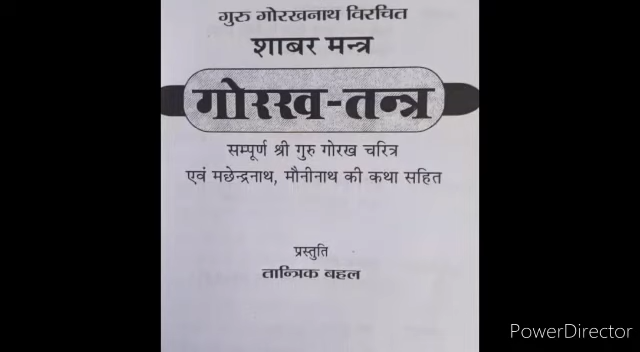 गुरु गोरखनाथ विरचित
शाबर मन्त्र
गोरख-तन्त्र
सम्पूर्ण श्री गुरु गोरख चरित्र
एवं मछेन्द्रनाथ, मौनीनाथ की कथा सहित
प्रस्तुति
तान्त्रिक बहल
PowerDirector